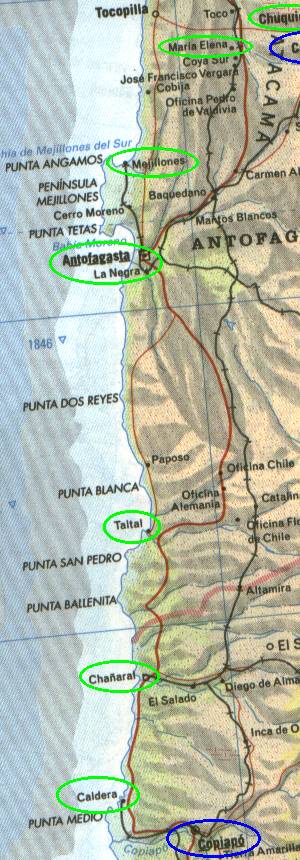 Tocopilla
Toco
Chuqui
María Elena
Coya Sur
José Francisco Vergara
Cobija
Oficina Pedro
de Valdivia
ACAMA
hía de Mejillones del Sur
PUNTA ANGAMOS
Mejillones
PENÍNSULA
MEJILLONES
Carmen Al
Baquedano
Cerro Moreno
Mantos Blancos
PUNTA TETAS
Bahía Moreno
ANTOFAG
Antofagasta
La Negra
1846
PUNTA DOS REYES
Paposo
Oficina Chile
PUNTA BLANCA
Oficina
Alemania
Catalin
Taltal
Oficina Flo
de Chile
PUNTA SAN PEDRO
Altamira
PUNTA BALLENITA
El S
Chañaral
Diego de Alma
El Salado
Inca de O
Caldera
PUNTA MEDIO
Copiapó
Copiapó
Amarilla